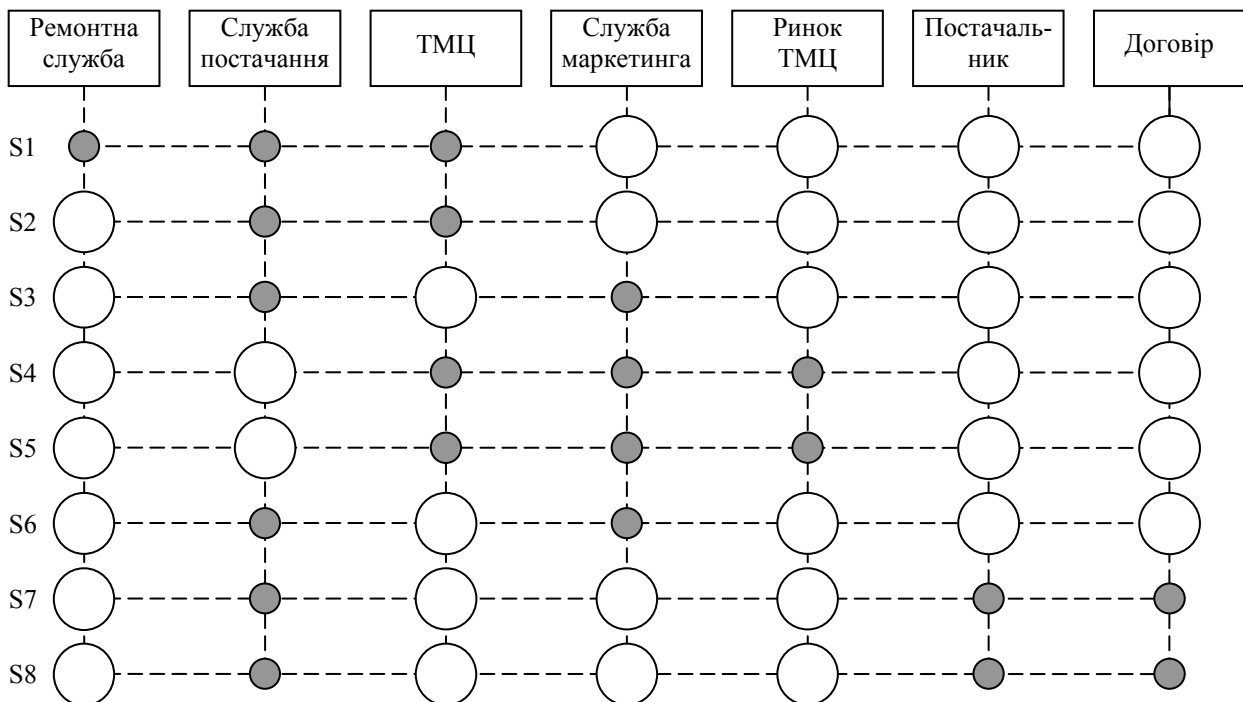 Ремонтна
служба
Служба
постачання
ТМЦ
Служба
маркетинга
Ринок
ТМЦ
Постачаль-
ник
Договір
S1
S2
S3
S4
S5
S6
S7
S8